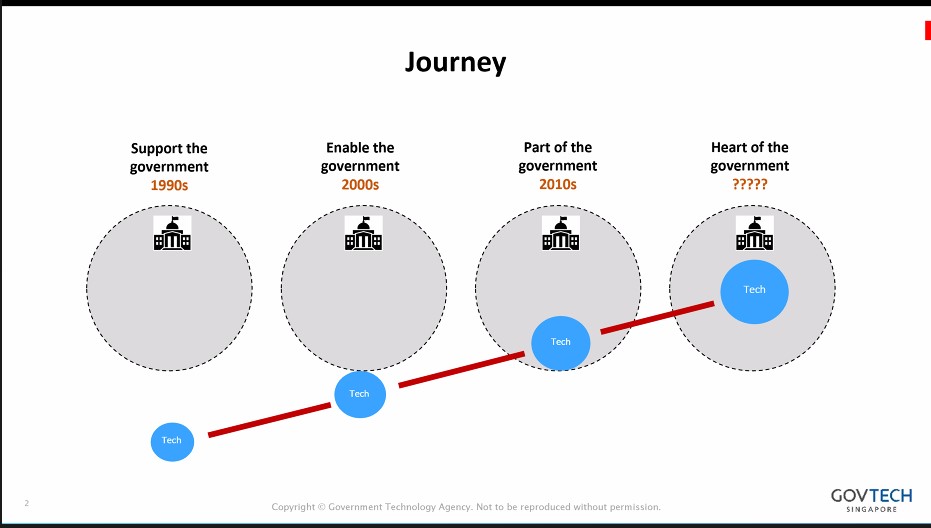 Journey
Support the
government
1990s
Enable the
government
2000s
Part of the
government
2010s
Heart of the
government
?????
Tech
Tech
Tech
Tech
2
Copyright © Government Technology Agency. Not to be reproduced without permission.
GOVTECH
SINGAPORE